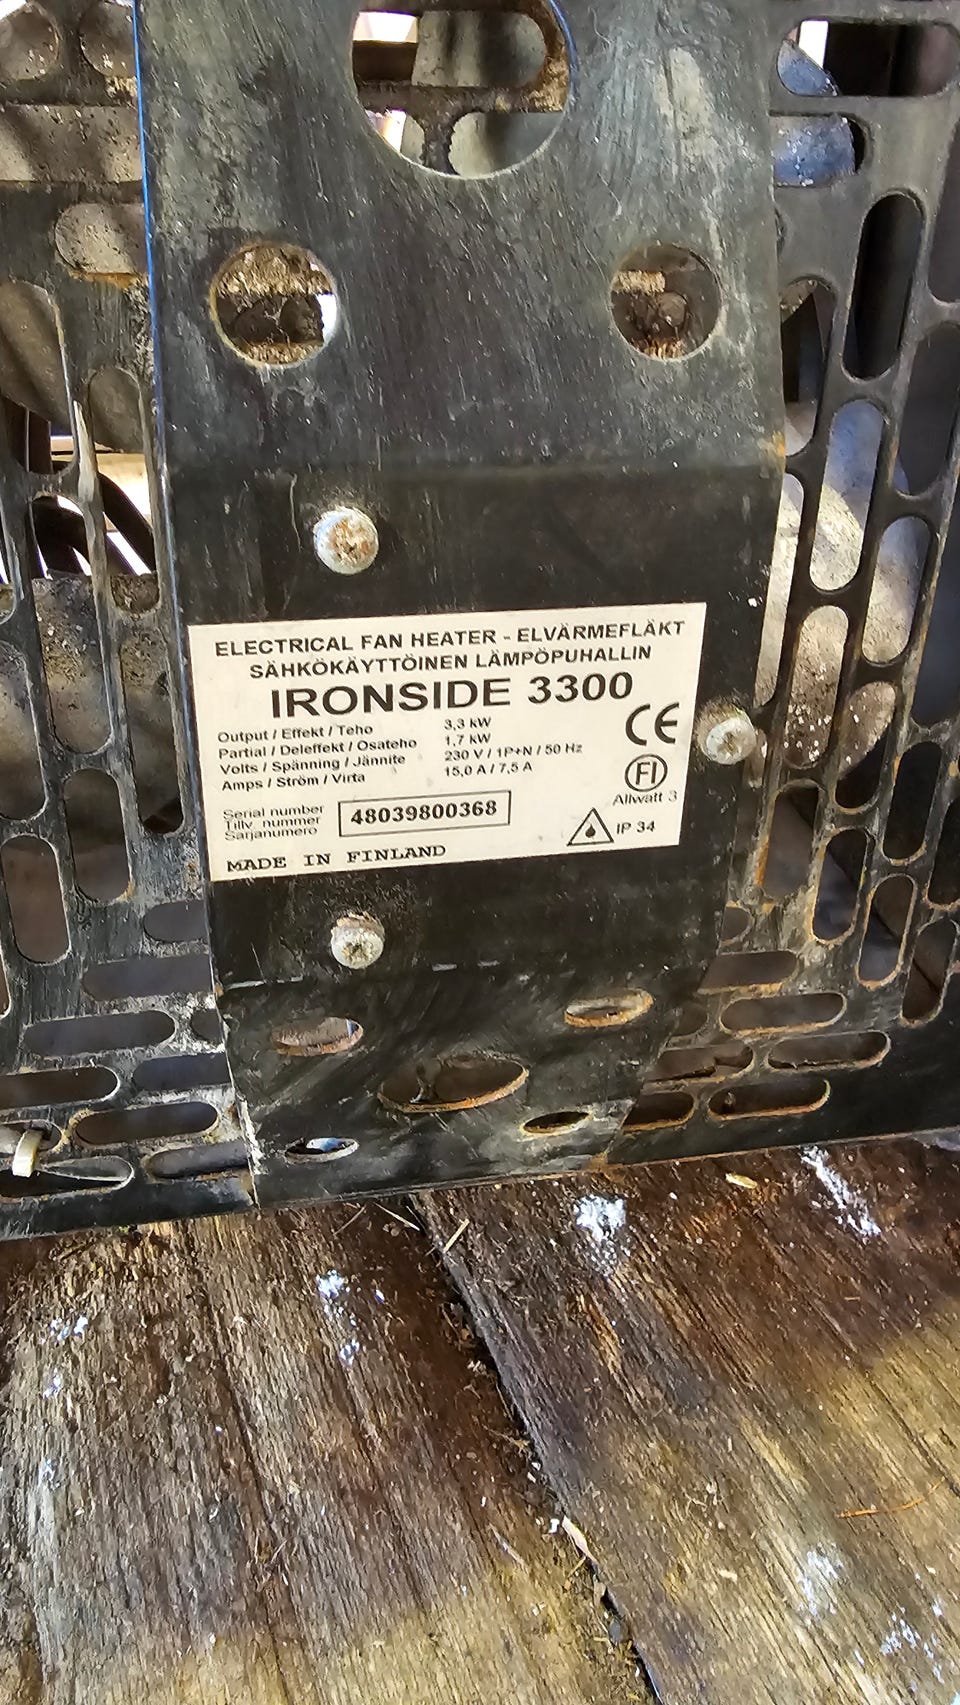 ELECTRICAL FAN HEATER - ELVÄRMEFLÄKT
SÄHKÖKÄYTTÖINEN LÄMPÖPUHALLIN
IRONSIDE 3300
Output / Effekt / Teho 3,3 kW
Partial / Deleffekt / Osateho 1,7 kW
Volts / Spänning / Jännite 230 V / 1P+N / 50 Hz
Amps / Ström / Virta 15,0 A / 7,5 A
CE
FI
Allwatt 3
Serial number
Tillv. nummer
Sarjanumero
48039800368
IP 34
MADE IN FINLAND